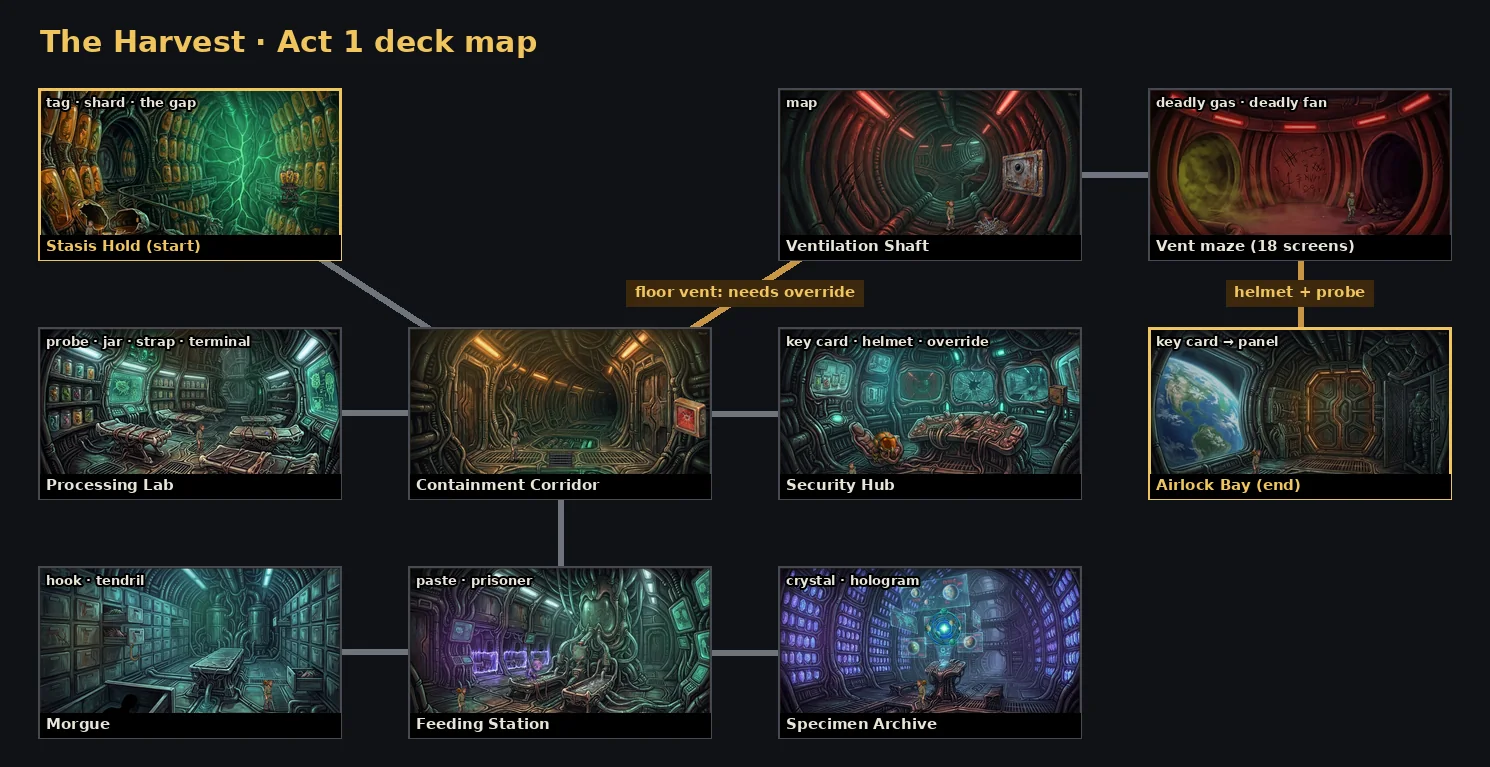 The Harvest · Act 1 deck map
tag · shard · the gap
Stasis Hold (start)
map
Ventilation Shaft
deadly gas · deadly fan
Vent maze (18 screens)
floor vent: needs override
helmet + probe
probe · jar · strap · terminal
Processing Lab
Containment Corridor
key card · helmet · override
Security Hub
key card → panel
Airlock Bay (end)
hook · tendril
Morgue
paste · prisoner
Feeding Station
crystal · hologram
Specimen Archive